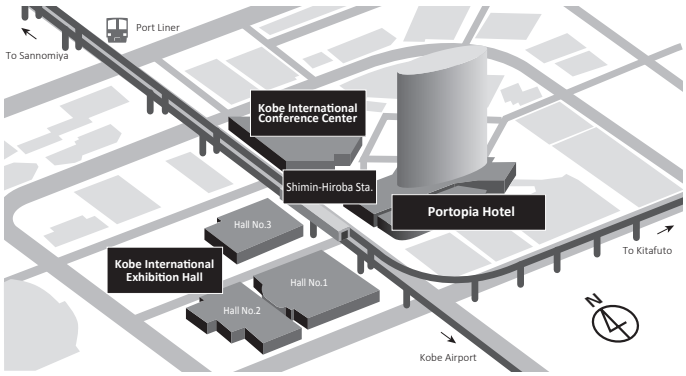 Port Liner
To Sannomiya
Kobe International
Conference Center
Shimin-Hiroba Sta.
Portopia Hotel
Hall No.3
Kobe International
Exhibition Hall
To Kitafuto
Hall No.1
Hall No.2
N
Kobe Airport